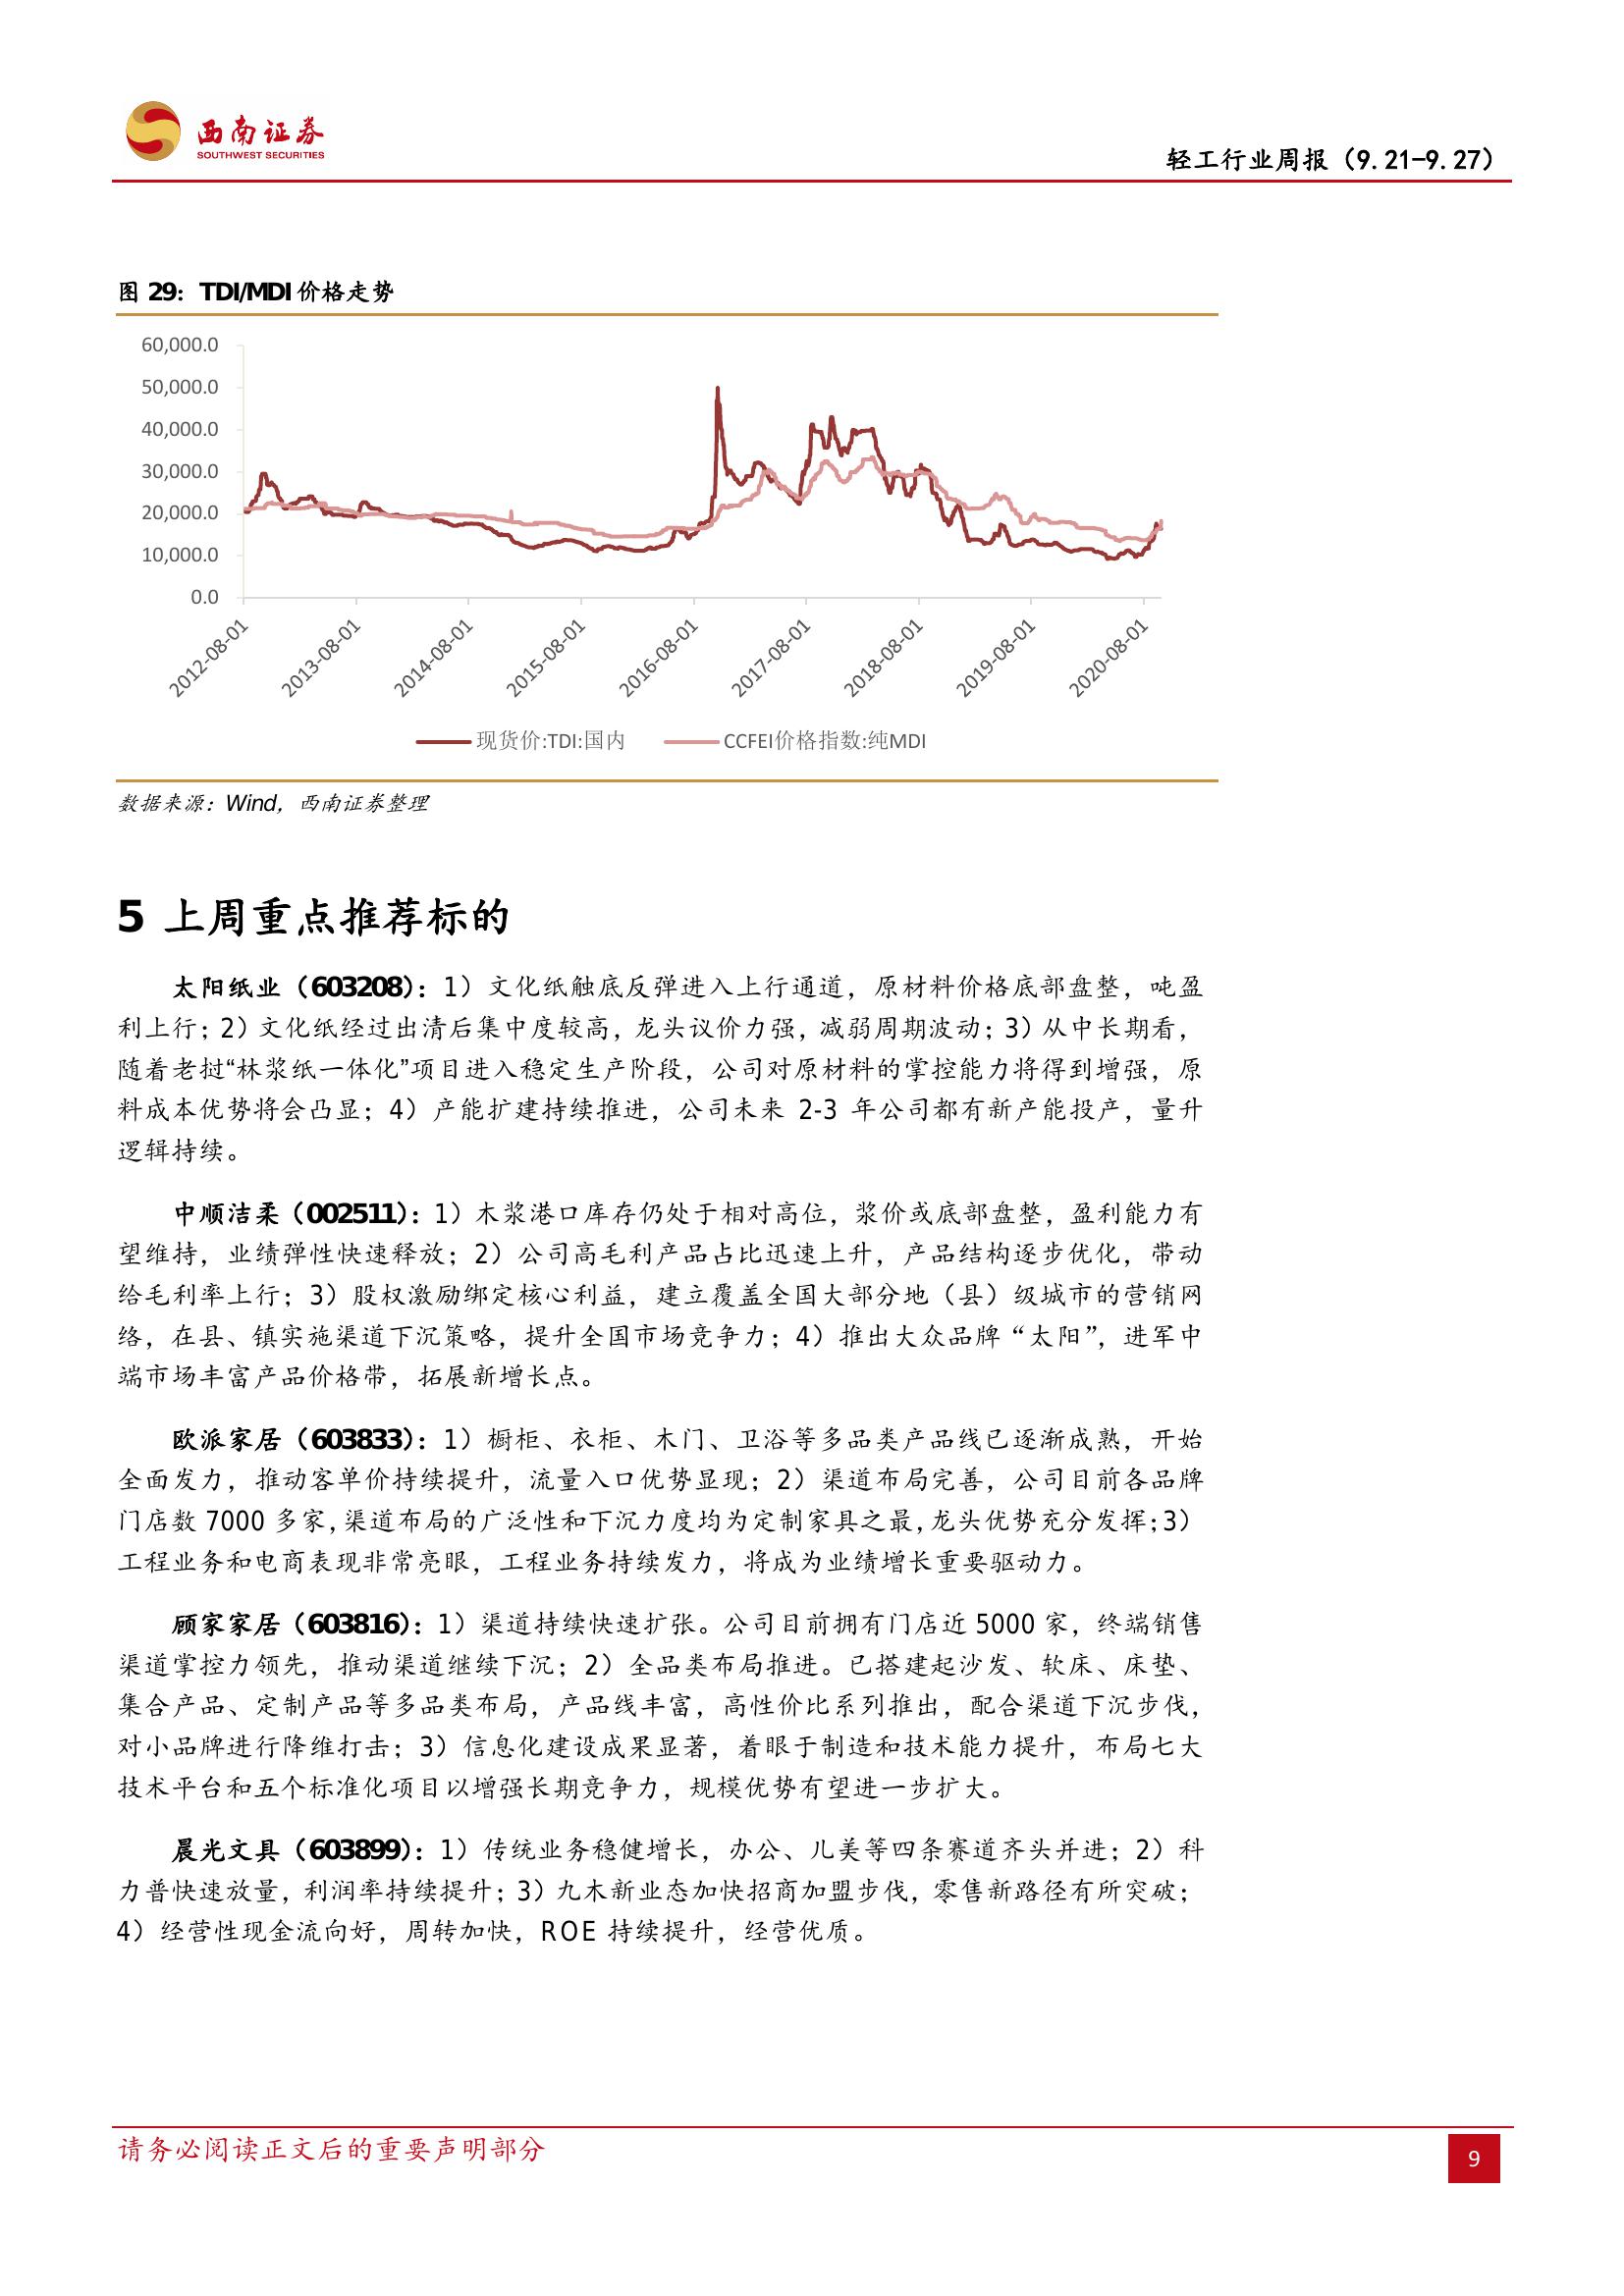 西南证券
SOUTHWEST SECURITIES
轻工行业周报（9.21-9.27）
图 29：TDI/MDI 价格走势
60,000.0
50,000.0
40,000.0
30,000.0
20,000.0
10,000.0
0.0
2012-08-01
2013-08-01
2014-08-01
2015-08-01
2016-08-01
2017-08-01
2018-08-01
2019-08-01
2020-08-01
现货价:TDI:国内
CCFEI价格指数:纯MDI
数据来源：Wind，西南证券整理
5 上周重点推荐标的
太阳纸业（603208）：1）文化纸触底反弹进入上行通道，原材料价格底部盘整，吨盈
利上行；2）文化纸经过出清后集中度较高，龙头议价力强，减弱周期波动；3）从中长期看，
随着老挝“林浆纸一体化”项目进入稳定生产阶段，公司对原材料的掌控能力将得到增强，原
料成本优势将会凸显；4）产能扩建持续推进，公司未来 2-3 年公司都有新产能投产，量升
逻辑持续。
中顺洁柔（002511）：1）木浆港口库存仍处于相对高位，浆价或底部盘整，盈利能力有
望维持，业绩弹性快速释放；2）公司高毛利产品占比迅速上升，产品结构逐步优化，带动
给毛利率上行；3）股权激励绑定核心利益，建立覆盖全国大部分地（县）级城市的营销网
络，在县、镇实施渠道下沉策略，提升全国市场竞争力；4）推出大众品牌“太阳”，进军中
端市场丰富产品价格带，拓展新增长点。
欧派家居（603833）：1）橱柜、衣柜、木门、卫浴等多品类产品线已逐渐成熟，开始
全面发力，推动客单价持续提升，流量入口优势显现；2）渠道布局完善，公司目前各品牌
门店数 7000 多家，渠道布局的广泛性和下沉力度均为定制家具之最，龙头优势充分发挥；3）
工程业务和电商表现非常亮眼，工程业务持续发力，将成为业绩增长重要驱动力。
顾家家居（603816）：1）渠道持续快速扩张。公司目前拥有门店近 5000 家，终端销售
渠道掌控力领先，推动渠道继续下沉；2）全品类布局推进。已搭建起沙发、软床、床垫、
集合产品、定制产品等多品类布局，产品线丰富，高性价比系列推出，配合渠道下沉步伐，
对小品牌进行降维打击；3）信息化建设成果显著，着眼于制造和技术能力提升，布局七大
技术平台和五个标准化项目以增强长期竞争力，规模优势有望进一步扩大。
晨光文具（603899）：1）传统业务稳健增长，办公、儿美等四条赛道齐头并进；2）科
力普快速放量，利润率持续提升；3）九木新业态加快招商加盟步伐，零售新路径有所突破；
4）经营性现金流向好，周转加快，ROE 持续提升，经营优质。
请务必阅读正文后的重要声明部分
9